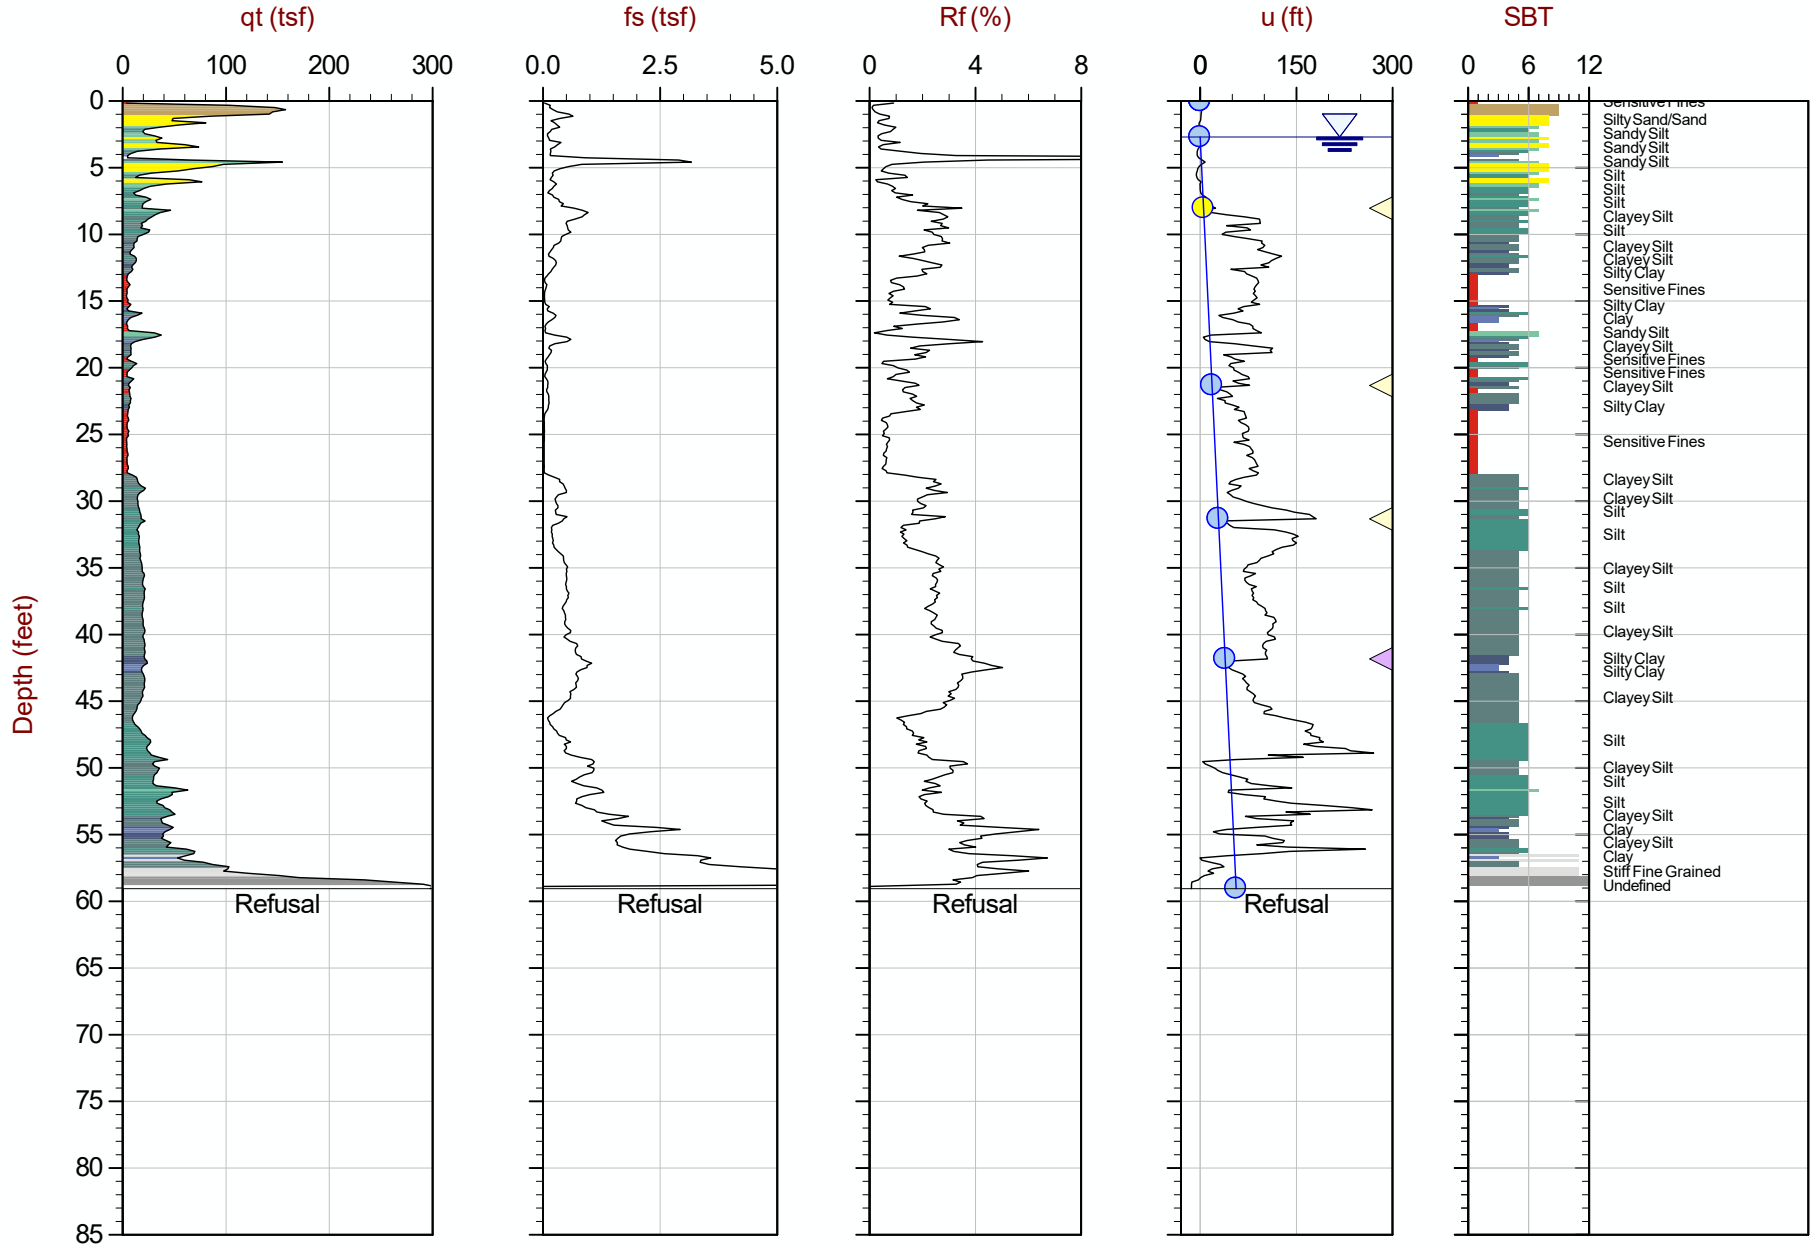 qt (tsf)
fs (tsf)
Rf (%)
u (ft)
SBT
0 100 200 300
0.0 2.5 5.0
0 4 8
0 150 300
0 6 12
Depth (feet)
0
5
10
15
20
25
30
35
40
45
50
55
60
65
70
75
80
85
Sensitive Fines
Silty Sand/Sand
Sandy Silt
Sandy Silt
Sandy Silt
Silt
Silt
Silt
Clayey Silt
Silt
Clayey Silt
Clayey Silt
Silty Clay
Sensitive Fines
Silty Clay
Clay
Sandy Silt
Clayey Silt
Sensitive Fines
Sensitive Fines
Clayey Silt
Silty Clay
Sensitive Fines
Clayey Silt
Clayey Silt
Silt
Silt
Clayey Silt
Silt
Silt
Clayey Silt
Silty Clay
Silty Clay
Clayey Silt
Silt
Clayey Silt
Silt
Silt
Clayey Silt
Clay
Clayey Silt
Clay
Stiff Fine Grained
Undefined
Refusal
Refusal
Refusal
Refusal